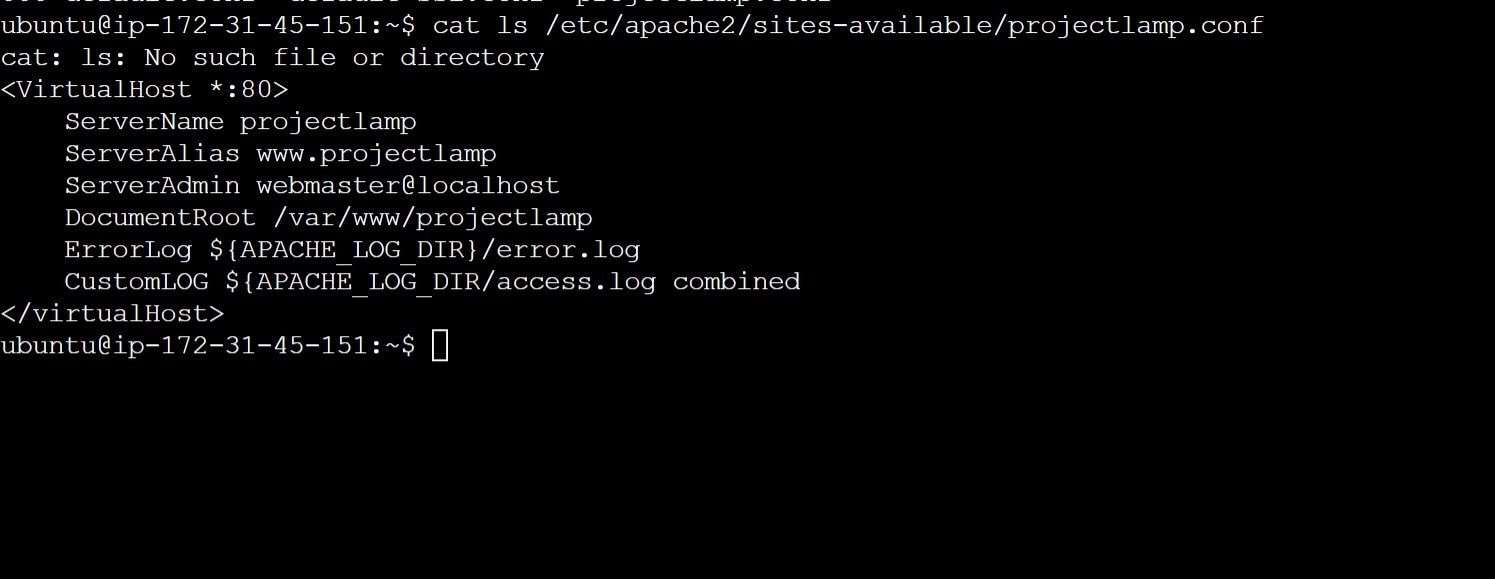 ubuntu@ip-172-31-45-151:~$ cat ls /etc/apache2/sites-available/projectlamp.conf
cat: ls: No such file or directory
<VirtualHost *:80>
    ServerName projectlamp
    ServerAlias www.projectlamp
    ServerAdmin webmaster@localhost
    DocumentRoot /var/www/projectlamp
    ErrorLog ${APACHE_LOG_DIR}/error.log
    CustomLOG ${APACHE_LOG_DIR/access.log combined
</virtualHost>
ubuntu@ip-172-31-45-151:~$